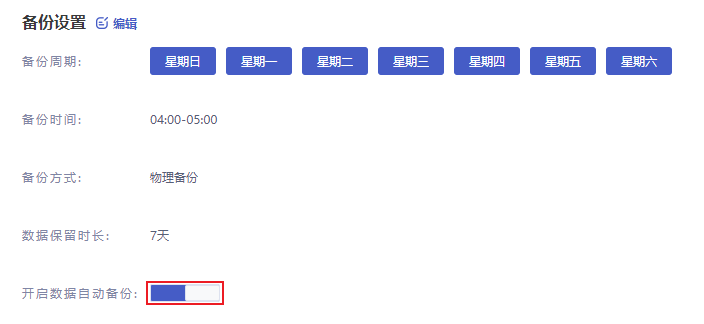 备份设置 编辑
备份周期: 星期日 星期一 星期二 星期三 星期四 星期五 星期六
备份时间: 04:00-05:00
备份方式: 物理备份
数据保留时长: 7天
开启数据自动备份: